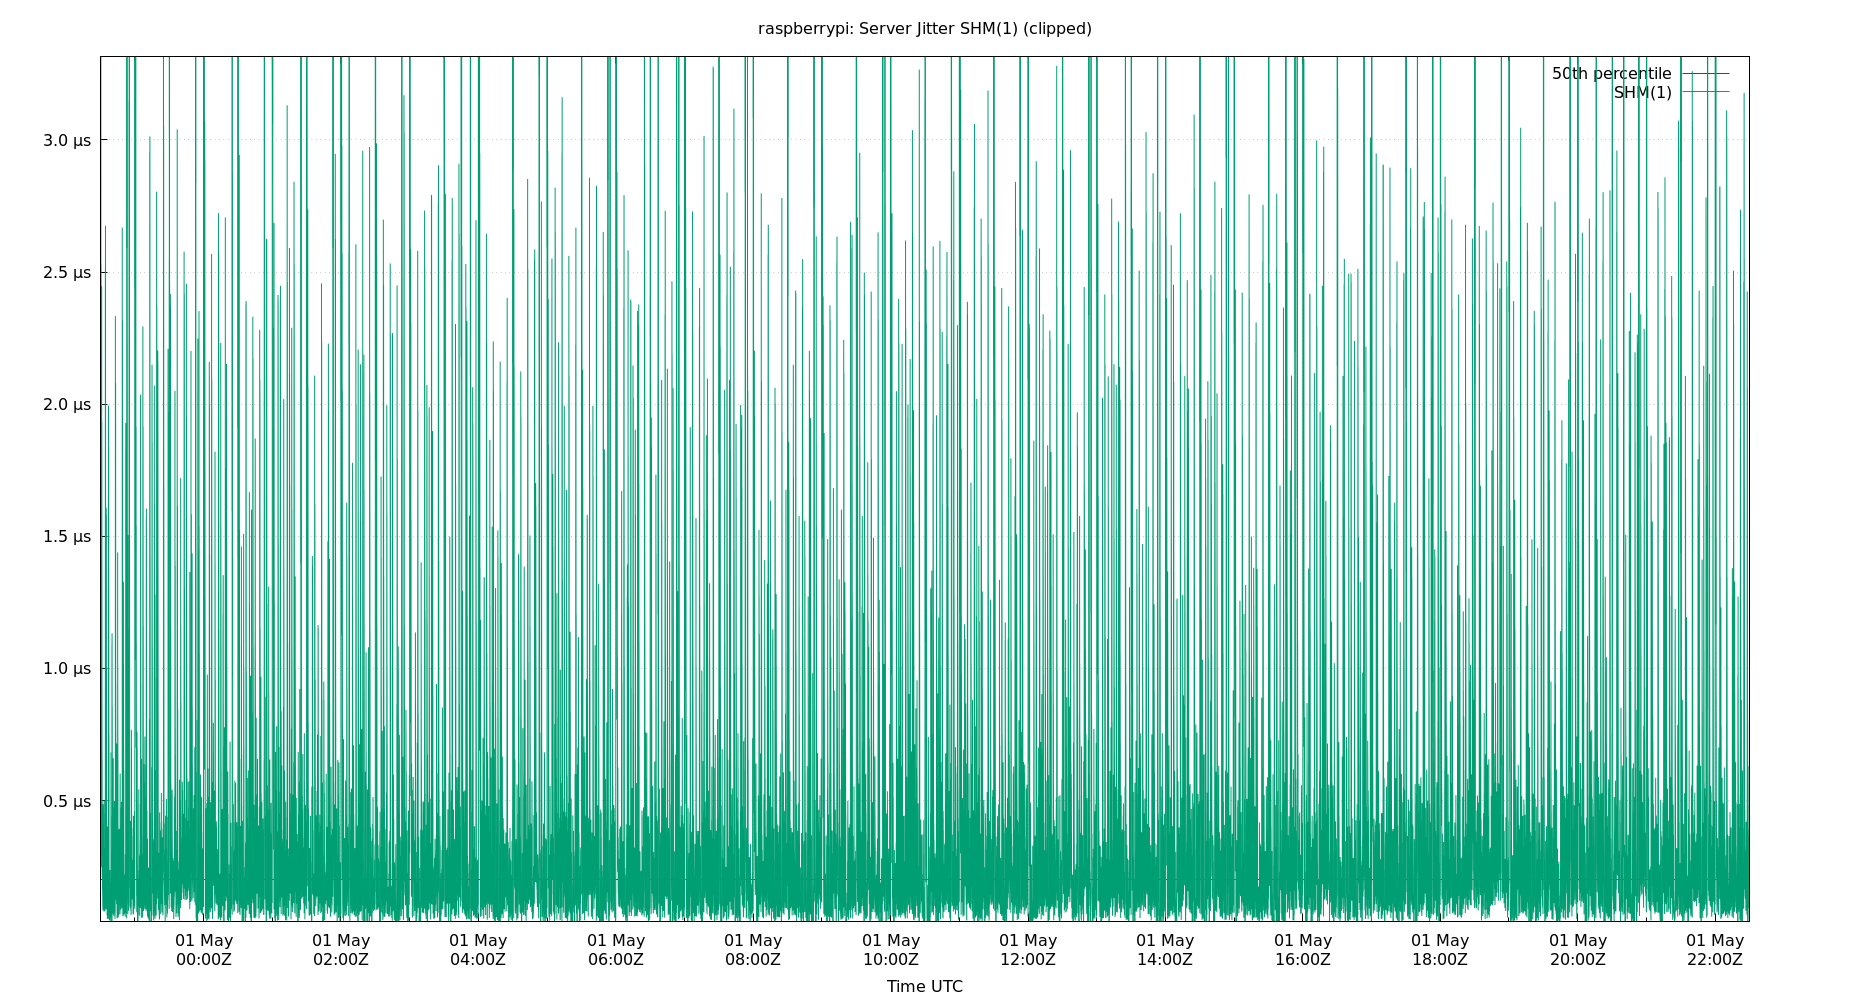 raspberrypi: Server Jitter SHM(1) (clipped)
50th percentile
SHM(1)
3.0 µs
2.5 µs
2.0 µs
1.5 µs
1.0 µs
0.5 µs
01 May 01 May 01 May 01 May 01 May 01 May 01 May 01 May 01 May 01 May 01 May 01 May
00:00Z 02:00Z 04:00Z 06:00Z 08:00Z 10:00Z 12:00Z 14:00Z 16:00Z 18:00Z 20:00Z 22:00Z
Time UTC